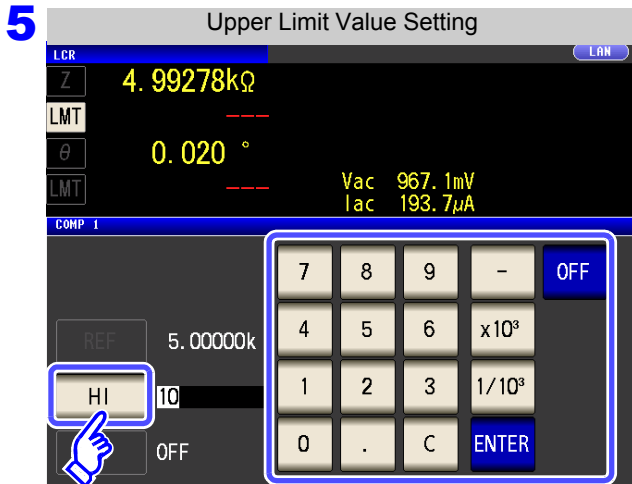 5
Upper Limit Value Setting
LCR
LAN
Z 4.99278kΩ
LMT ---
θ 0.020 °
LMT ---
Vac 967.1mV
Iac 193.7µA
COMP 1
7 8 9 - OFF
REF 5.00000k
4 5 6 x10³
HI 10
1 2 3 1/10³
OFF
0 . C ENTER